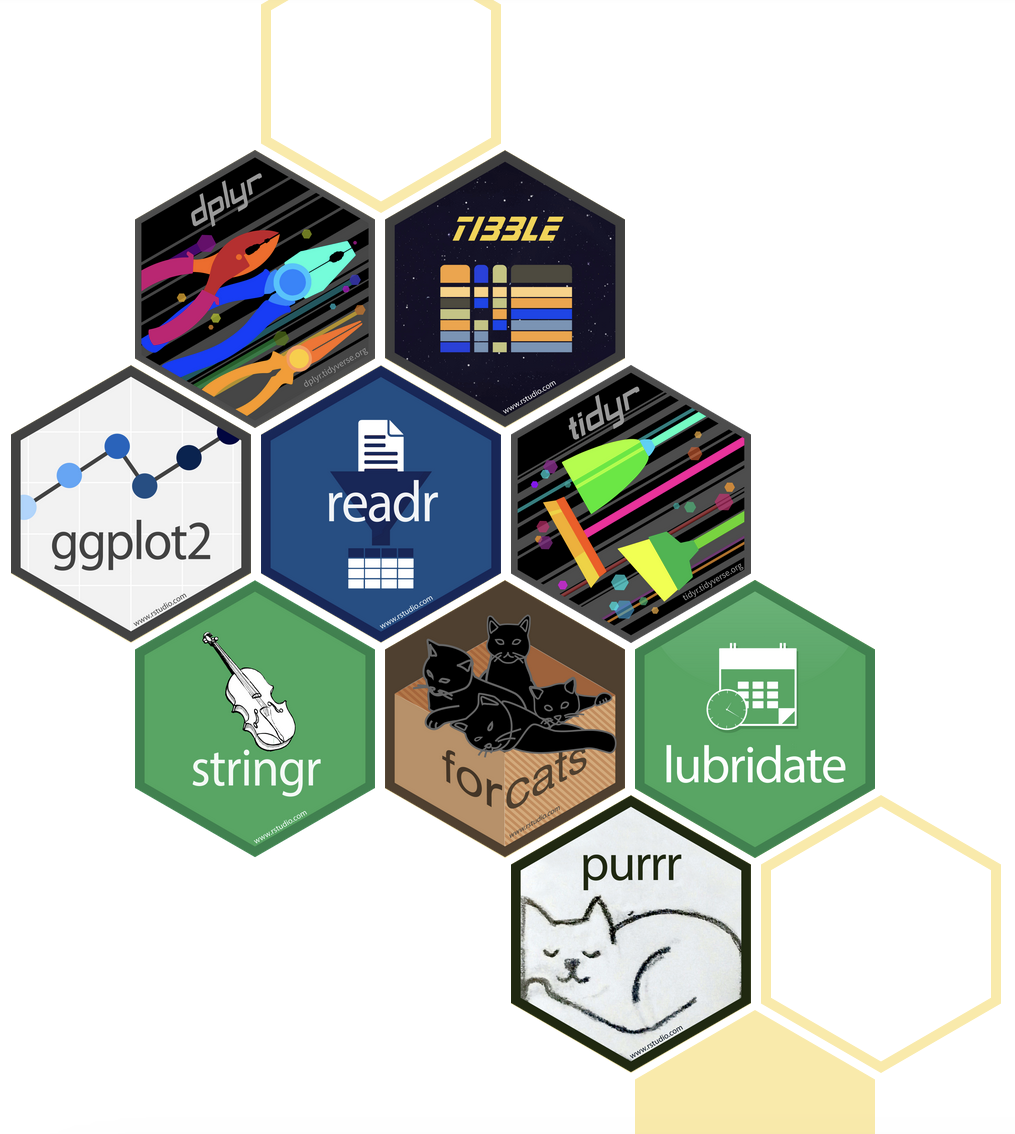 dplyr
dplyr.tidyverse.org
TIBBLE
www.rstudio.com
ggplot2
www.rstudio.com
readr
www.rstudio.com
tidyr
tidyr.tidyverse.org
stringr
www.rstudio.com
forcats
www.rstudio.com
lubridate
purrr
www.rstudio.com